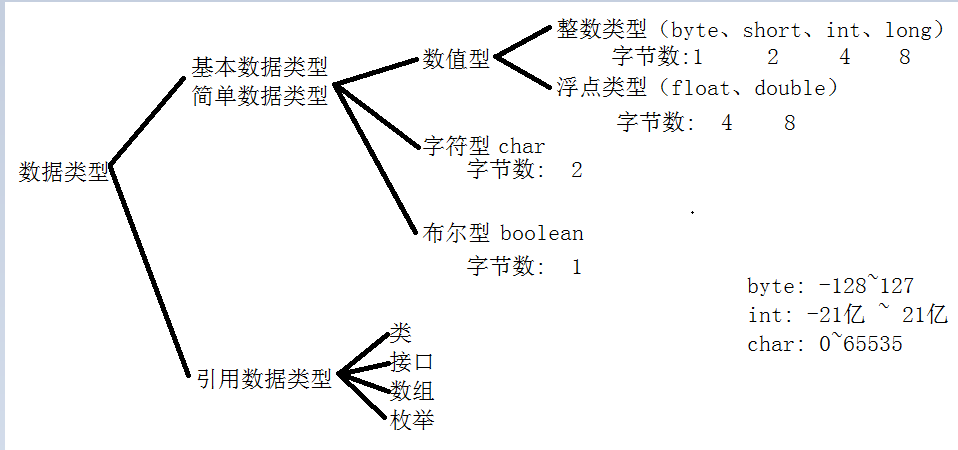 整数类型（byte、short、int、long）
字节数:1 2 4 8
基本数据类型
简单数据类型
数值型
浮点类型（float、double）
字节数: 4 8
字符型 char
字节数: 2
数据类型
布尔型 boolean
字节数: 1
byte: -128~127
int: -21亿 ~ 21亿
char: 0~65535
引用数据类型
类
接口
数组
枚举